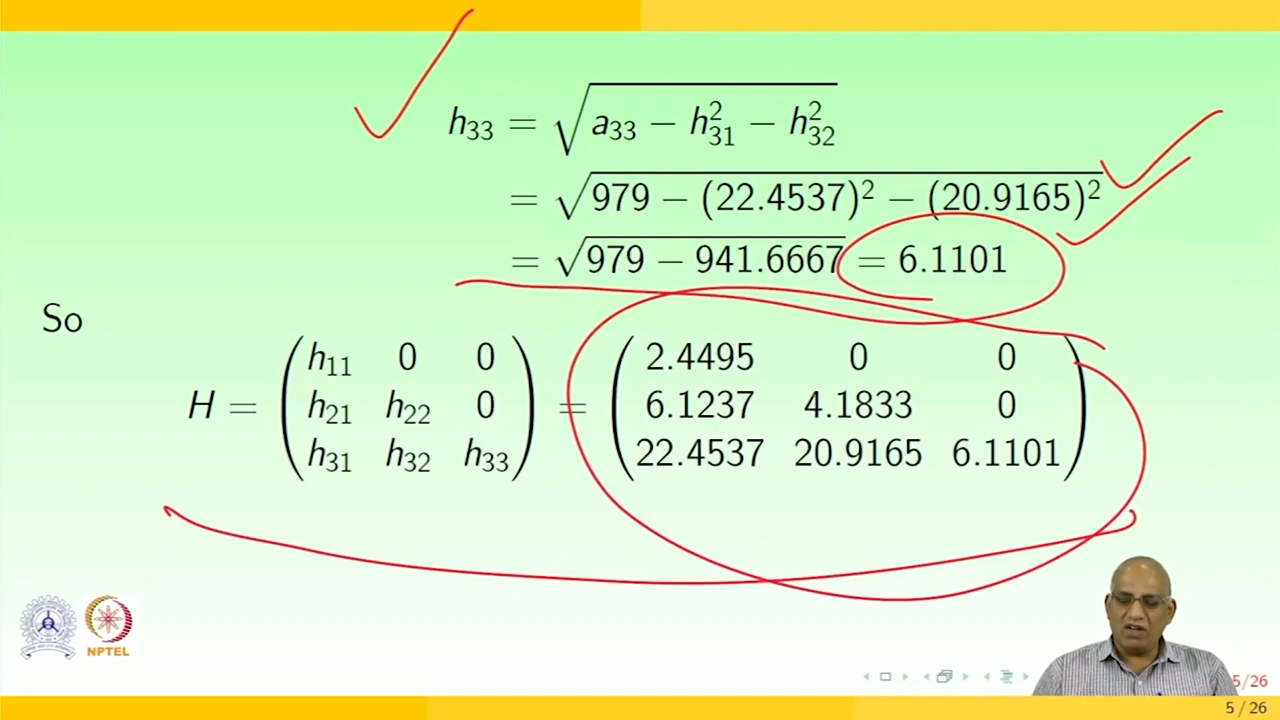 h₃₃ = √(a₃₃ − h₃₁² − h₃₂²)
= √(979 − (22.4537)² − (20.9165)²)
= √(979 − 941.6667) = 6.1101
So
H = (h₁₁ 0 0; h₂₁ h₂₂ 0; h₃₁ h₃₂ h₃₃) = (2.4495 0 0; 6.1237 4.1833 0; 22.4537 20.9165 6.1101)
NPTEL
5/26
5 / 26